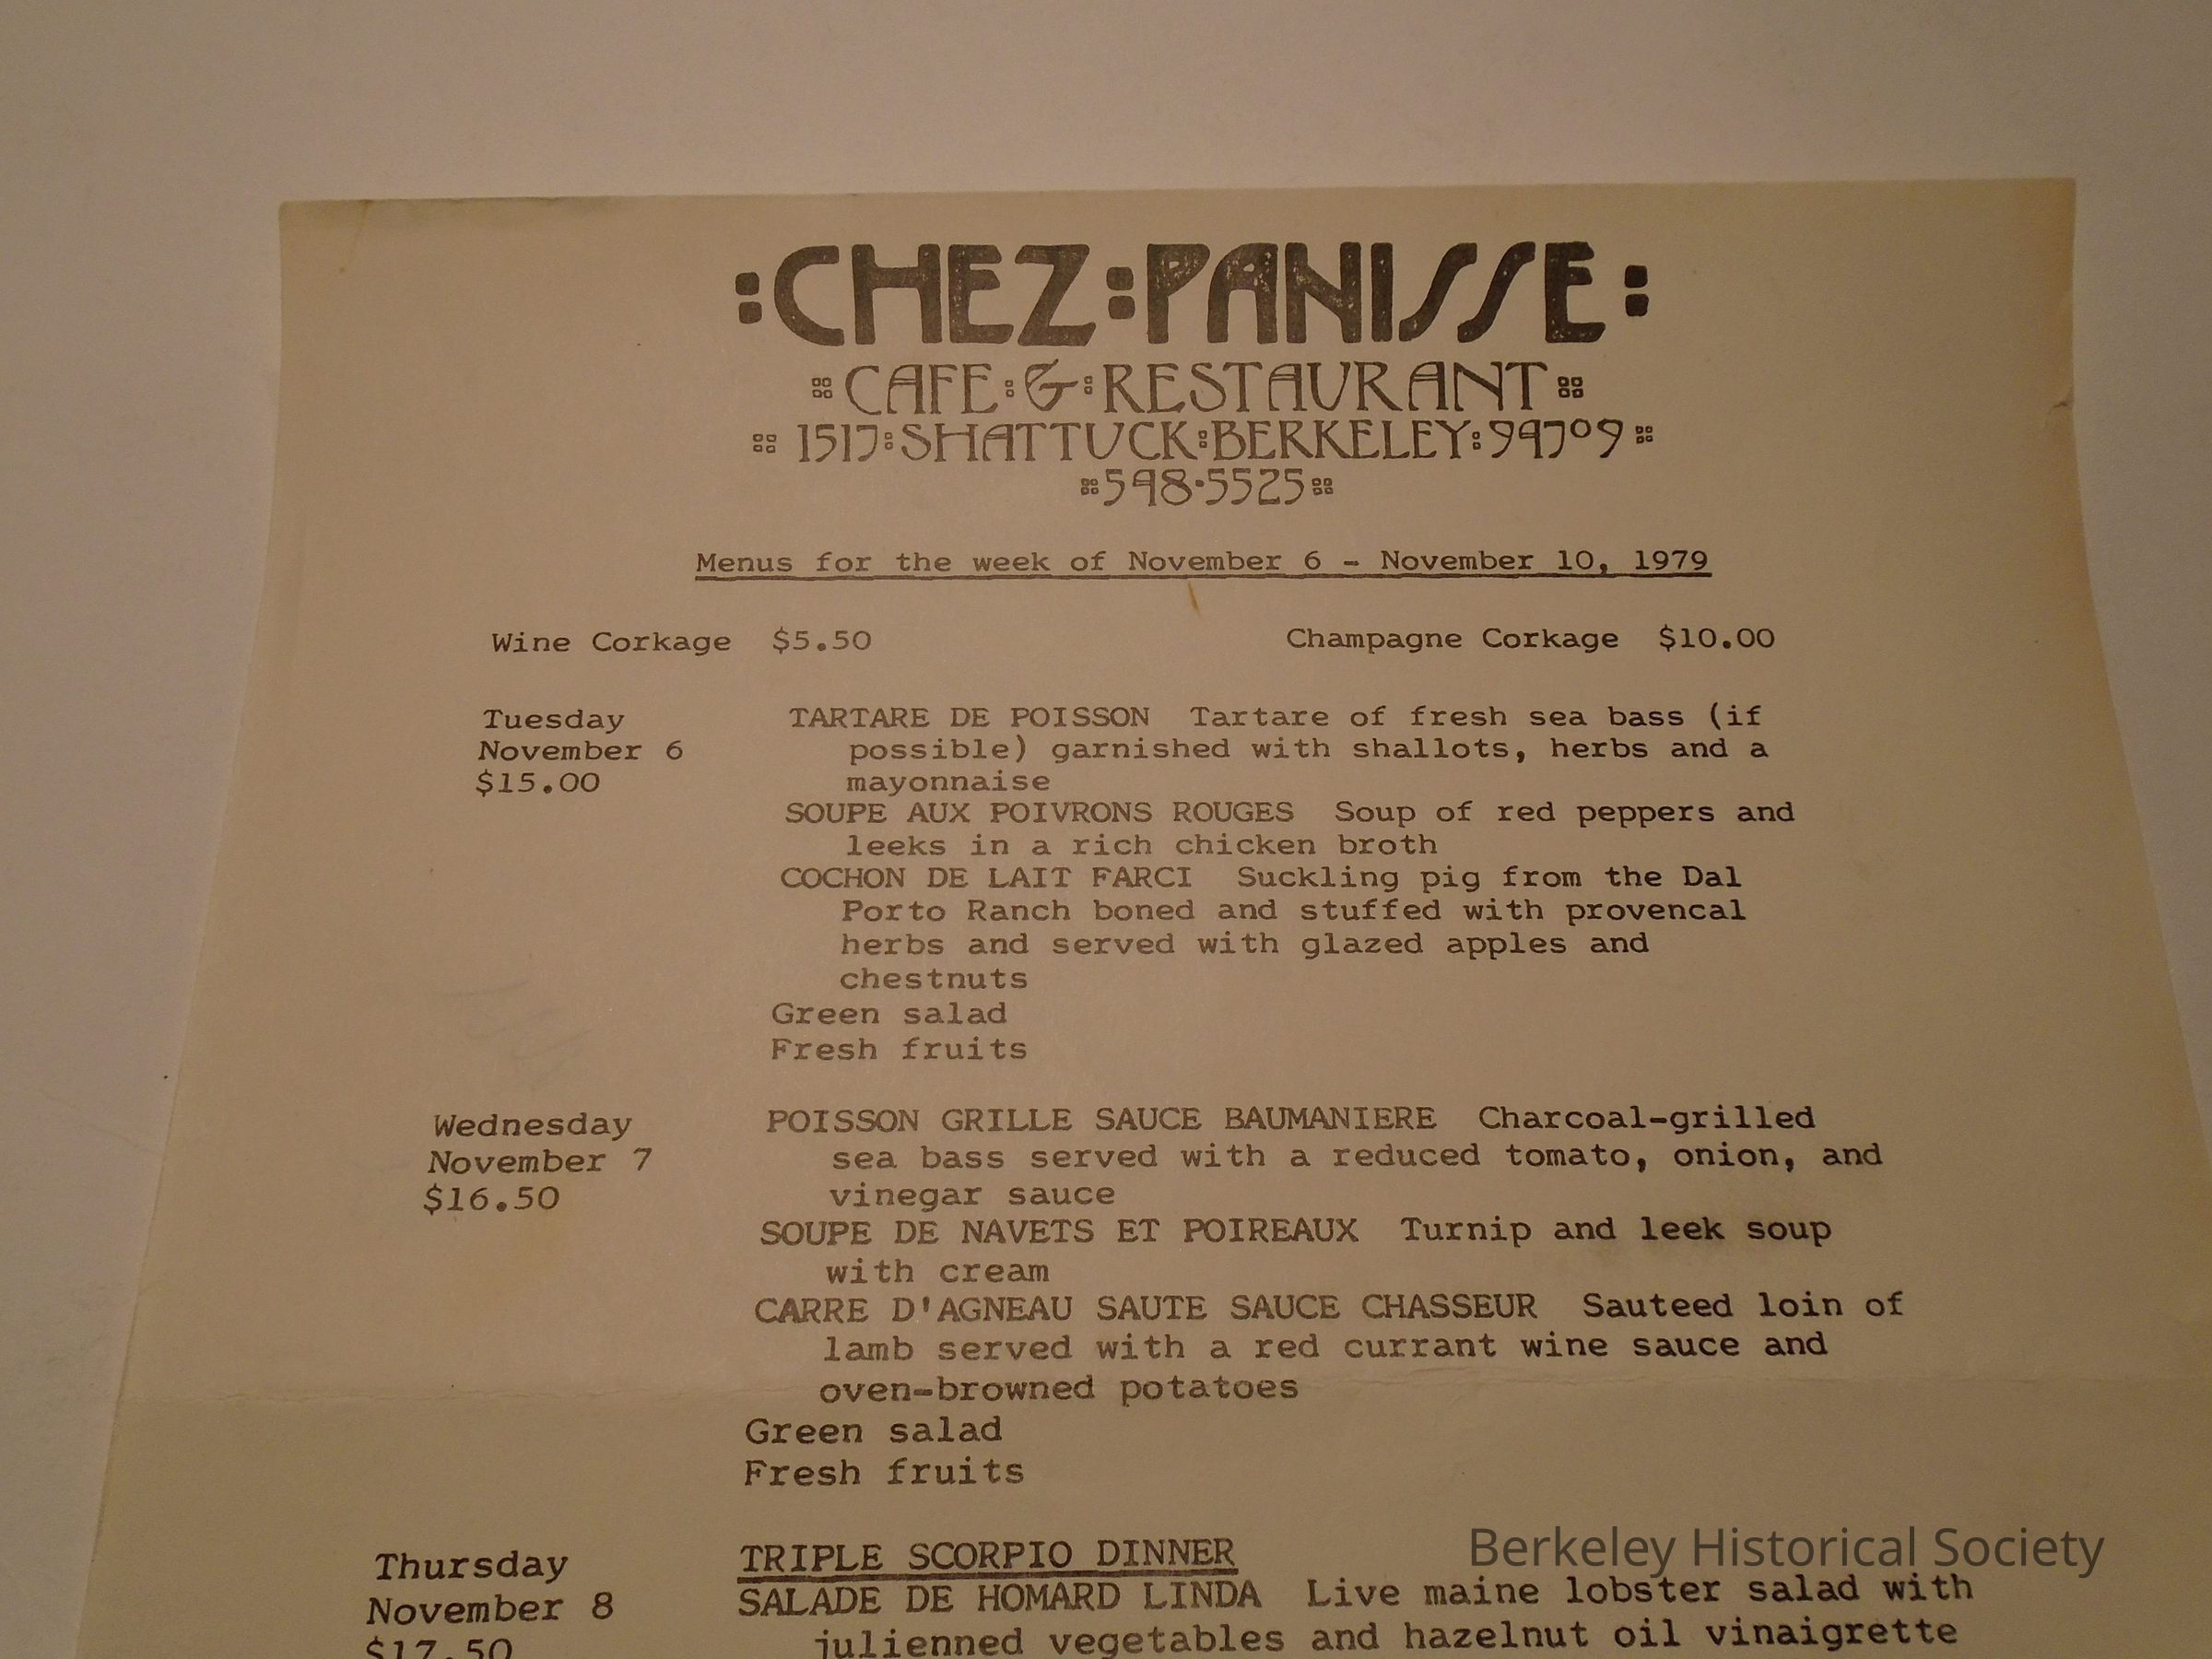 :CHEZ:PANISSE:
CAFE:&:RESTAURANT
1517:SHATTUCK:BERKELEY:94709
548·5525
Menus for the week of November 6 - November 10, 1979
Wine Corkage $5.50 Champagne Corkage $10.00
Tuesday
November 6
$15.00
TARTARE DE POISSON Tartare of fresh sea bass (if
possible) garnished with shallots, herbs and a
mayonnaise
SOUPE AUX POIVRONS ROUGES Soup of red peppers and
leeks in a rich chicken broth
COCHON DE LAIT FARCI Suckling pig from the Dal
Porto Ranch boned and stuffed with provencal
herbs and served with glazed apples and
chestnuts
Green salad
Fresh fruits
Wednesday
November 7
$16.50
POISSON GRILLE SAUCE BAUMANIERE Charcoal-grilled
sea bass served with a reduced tomato, onion, and
vinegar sauce
SOUPE DE NAVETS ET POIREAUX Turnip and leek soup
with cream
CARRE D'AGNEAU SAUTE SAUCE CHASSEUR Sauteed loin of
lamb served with a red currant wine sauce and
oven-browned potatoes
Green salad
Fresh fruits
Thursday
November 8
$17.50
TRIPLE SCORPIO DINNER
SALADE DE HOMARD LINDA Live maine lobster salad with
julienned vegetables and hazelnut oil vinaigrette
Berkeley Historical Society